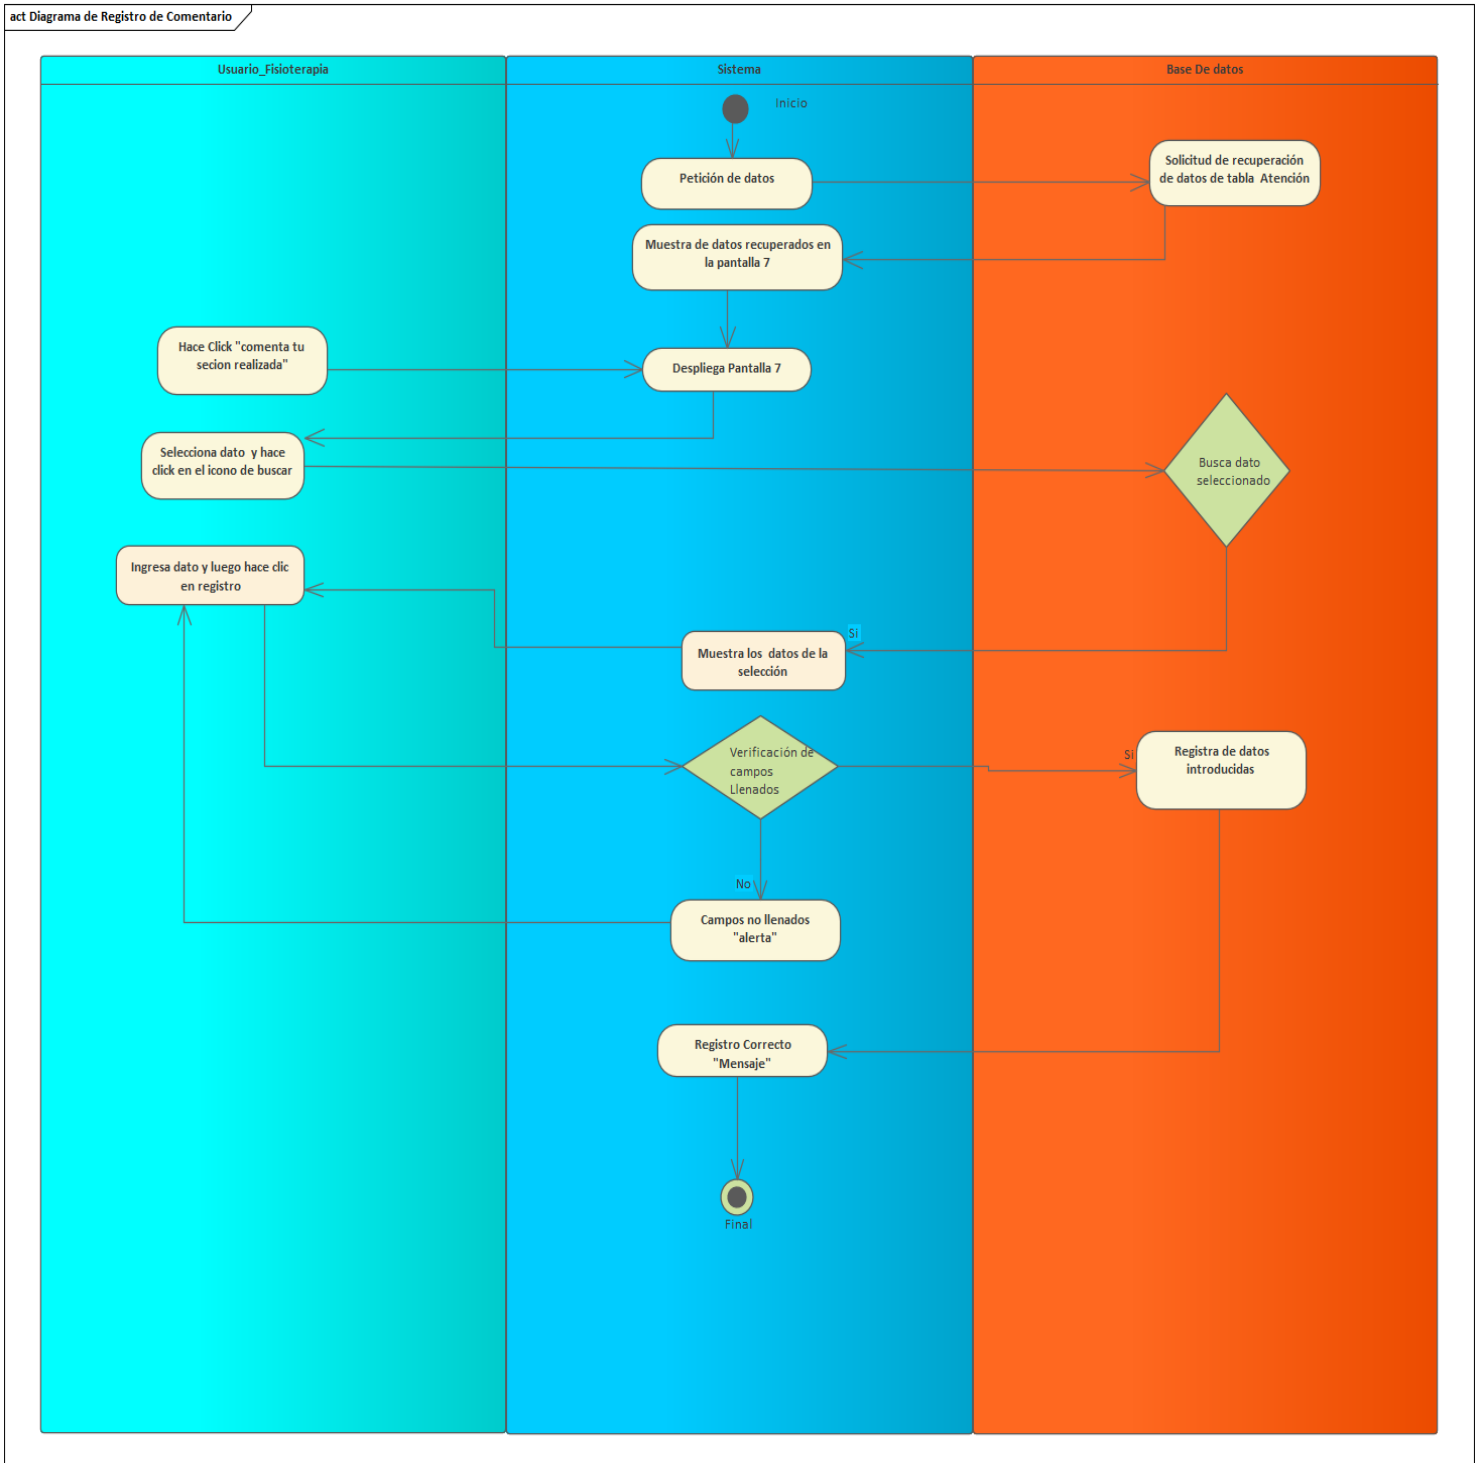 act Diagrama de Registro de Comentario
Usuario_Fisioterapia
Sistema
Base De datos
Inicio
Petición de datos
Solicitud de recuperación
de datos de tabla  Atención
Muestra de datos recuperados en
la pantalla 7
Hace Click "comenta tu
secion realizada"
Despliega Pantalla 7
Selecciona dato  y hace
click en el icono de buscar
Busca dato
seleccionado
Ingresa dato y luego hace clic
en registro
Si
Muestra los  datos de la
selección
Verificación de
campos
Llenados
Si
Registra de datos
introducidas
No
Campos no llenados
"alerta"
Registro Correcto
"Mensaje"
Final